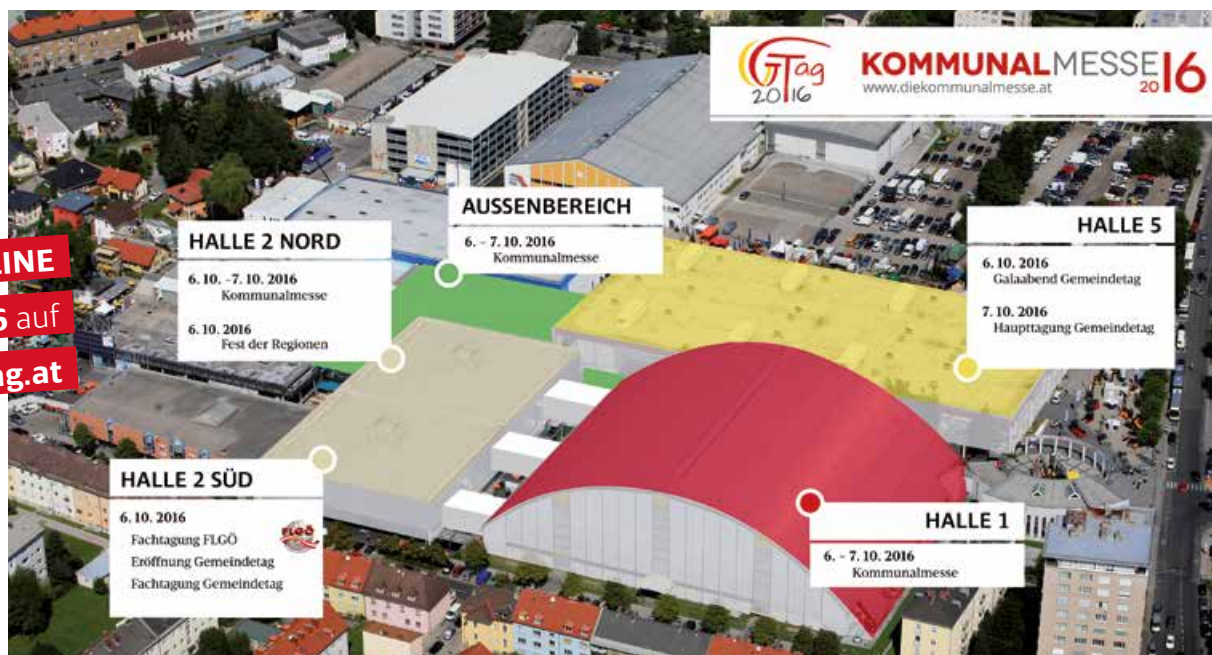 GTag
2016
KOMMUNALMESSE 2016
www.diekommunalmesse.at
AUSSENBEREICH
6. – 7. 10. 2016
Kommunalmesse
HALLE 2 NORD
6. 10. – 7. 10. 2016
Kommunalmesse
6. 10. 2016
Fest der Regionen
HALLE 5
6. 10. 2016
Galaabend Gemeindetag
7. 10. 2016
Haupttagung Gemeindetag
INE
6 auf
g.at
HALLE 2 SÜD
6. 10. 2016
Fachtagung FLGÖ
FLGÖ
Eröffnung Gemeindetag
Fachtagung Gemeindetag
HALLE 1
6. – 7. 10. 2016
Kommunalmesse